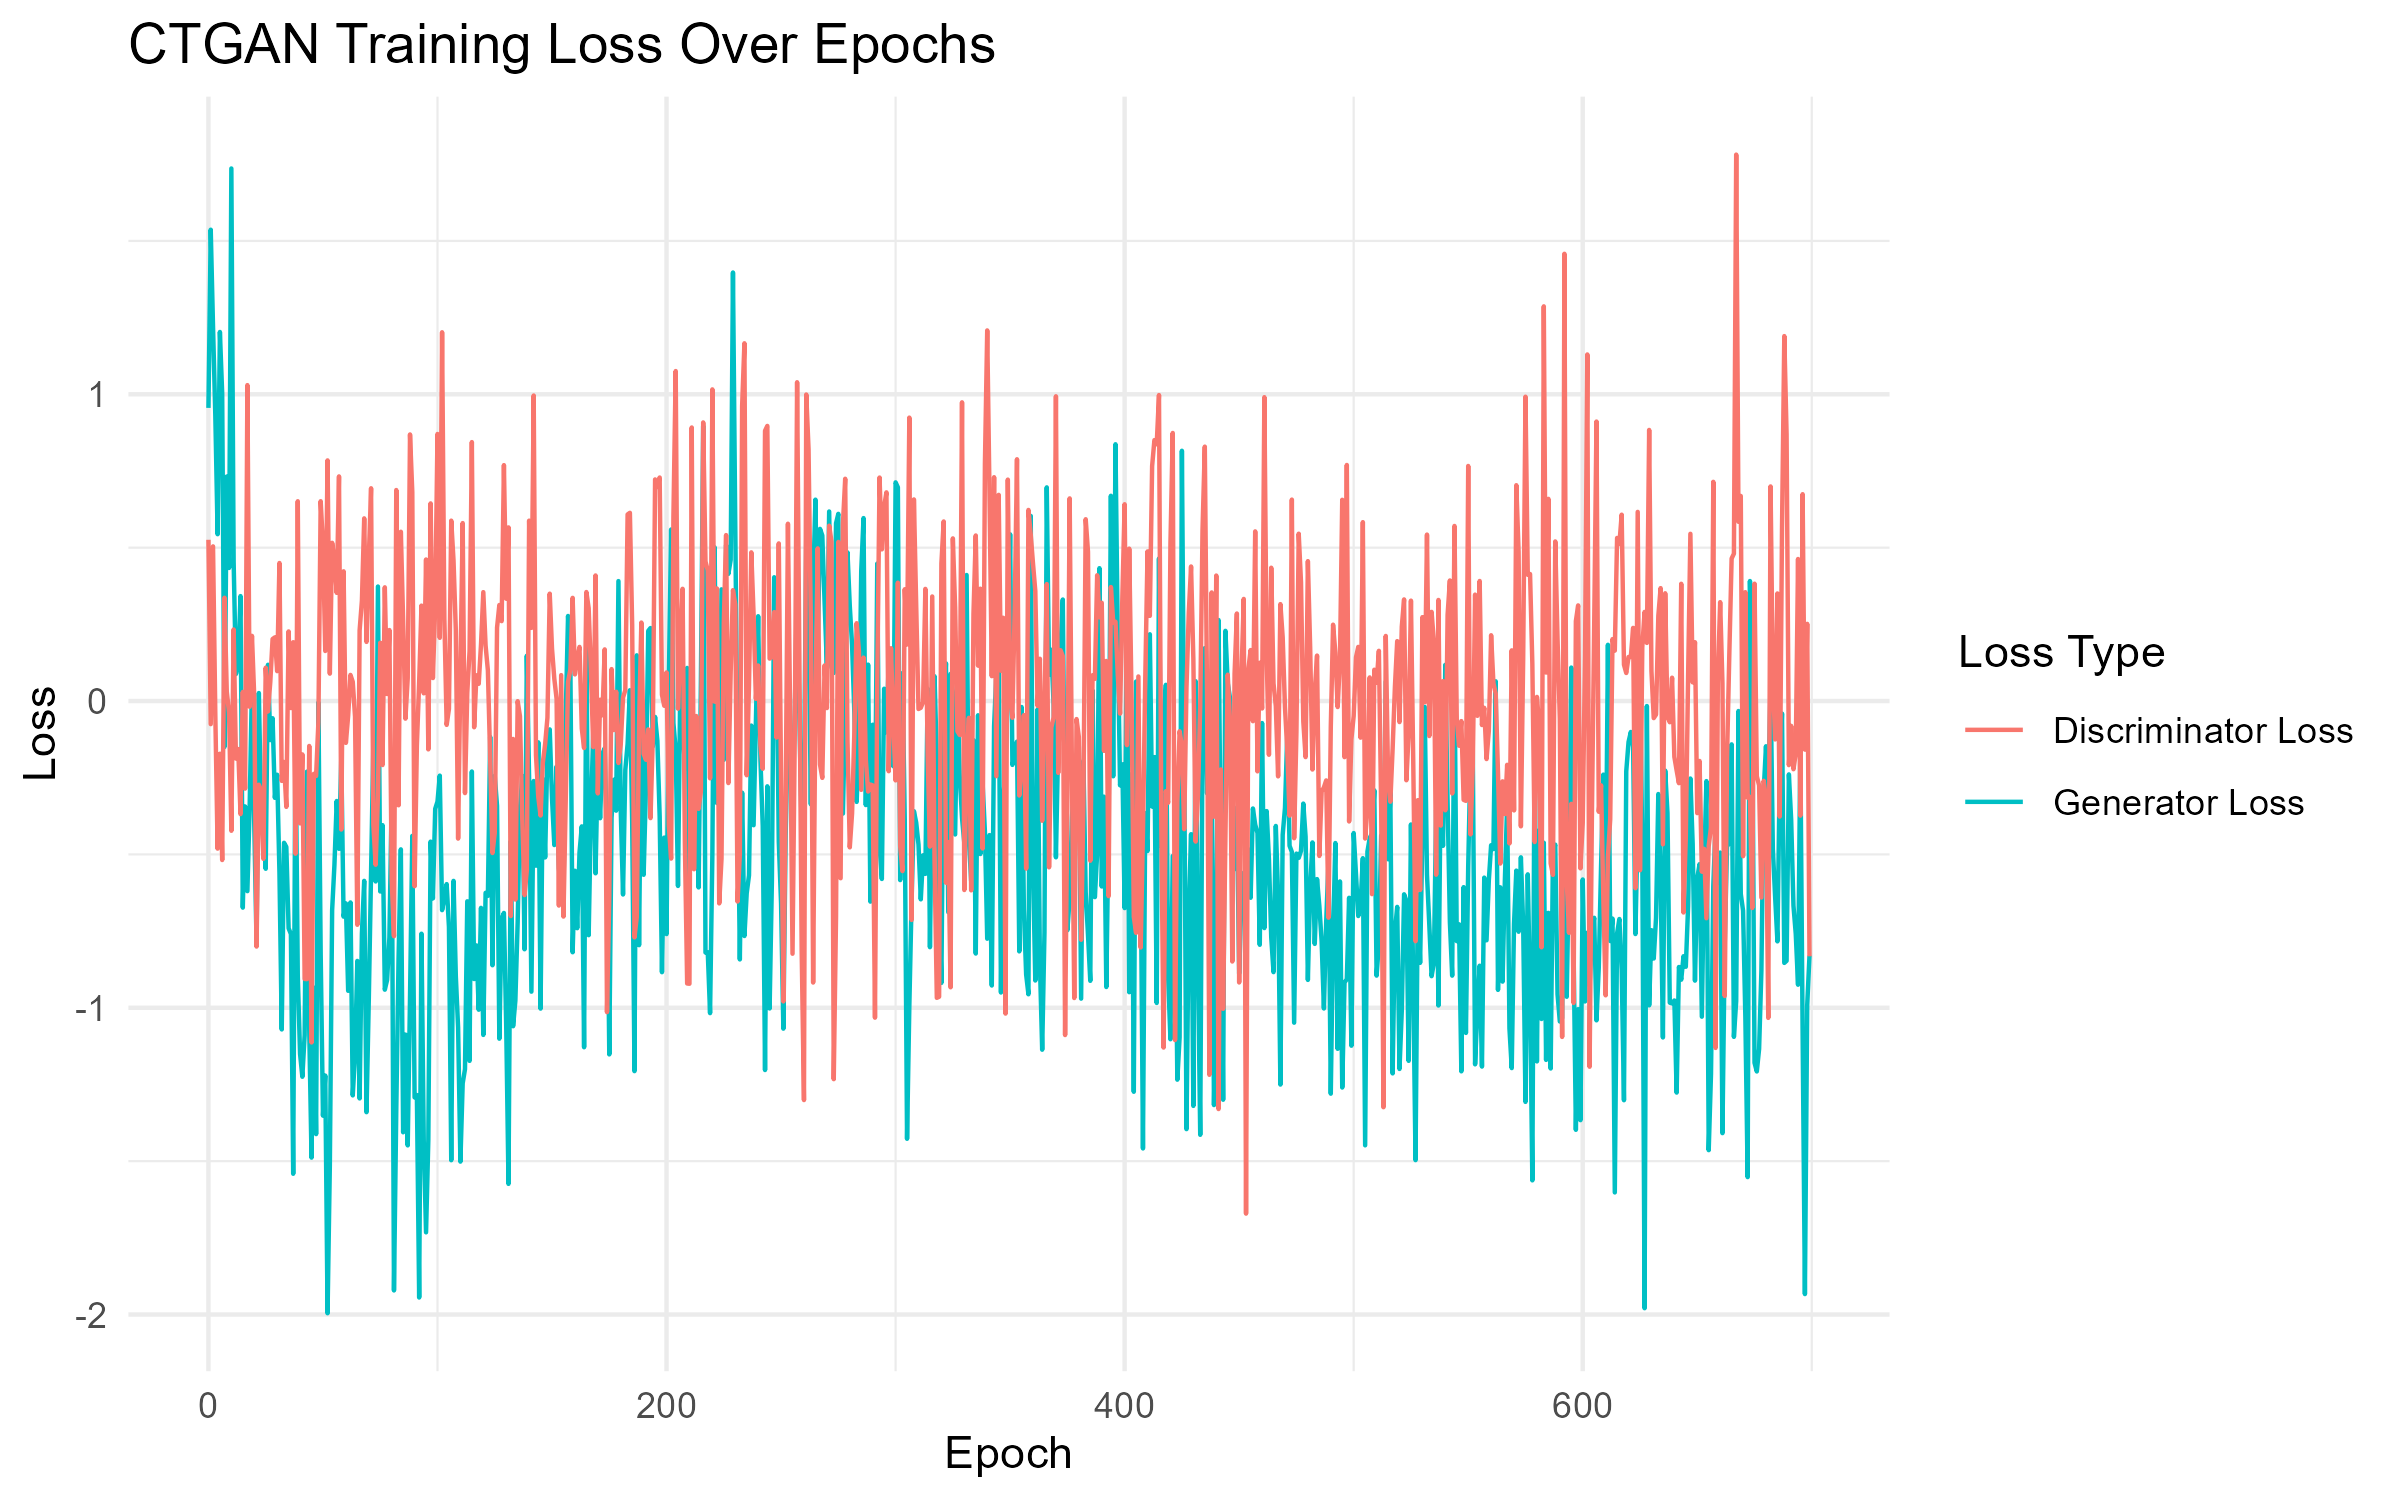 CTGAN Training Loss Over Epochs
Loss
1
0
-1
-2
0 200 400 600
Epoch
Loss Type
Discriminator Loss
Generator Loss